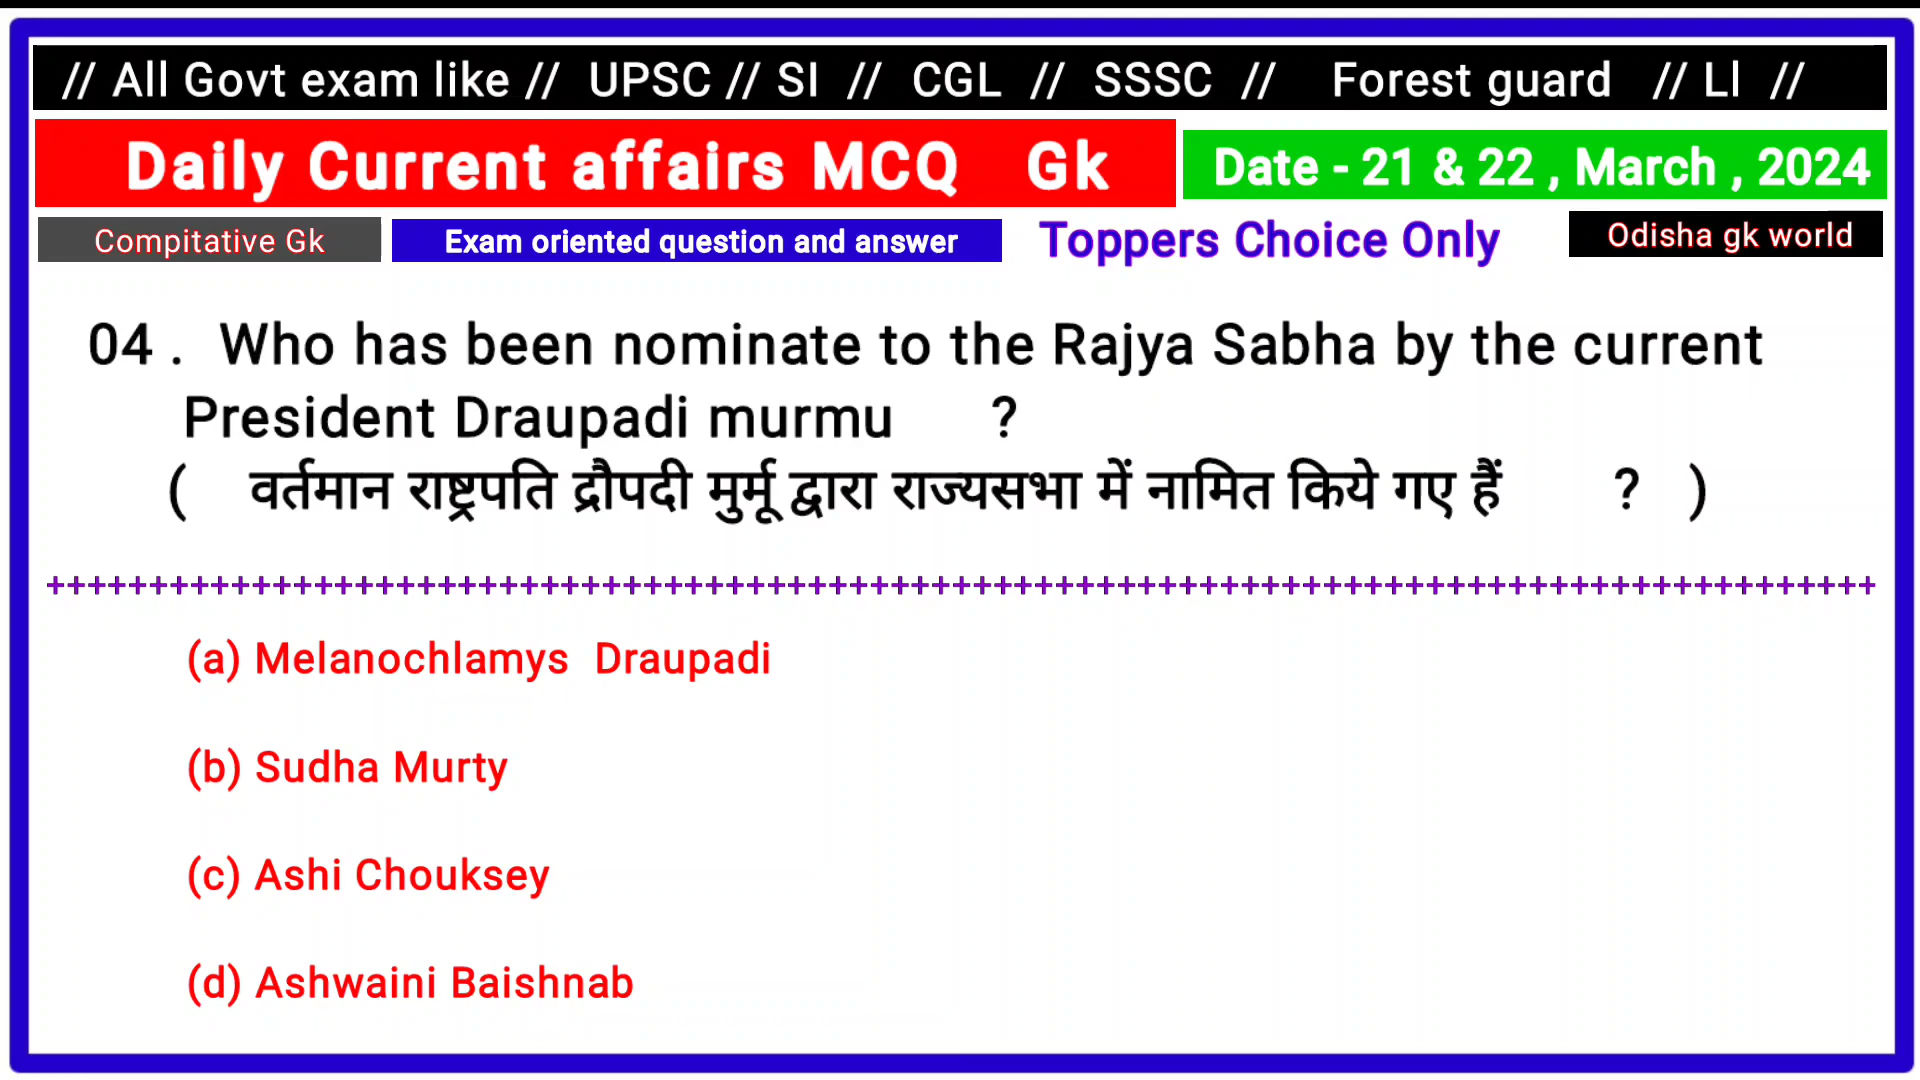 // All Govt exam like // UPSC // SI // CGL // SSSC // Forest guard // Ll //
Daily Current affairs MCQ Gk
Date - 21 & 22 , March , 2024
Compitative Gk
Exam oriented question and answer
Toppers Choice Only
Odisha gk world
04 . Who has been nominate to the Rajya Sabha by the current
President Draupadi murmu ?
( वर्तमान राष्ट्रपति द्रौपदी मुर्मू द्वारा राज्यसभा में नामित किये गए हैं ? )
+++++++++++++++++++++++++++++++++++++++++++++++++++++++++++++++++++++++++++++++++++++++++
(a) Melanochlamys Draupadi
(b) Sudha Murty
(c) Ashi Chouksey
(d) Ashwaini Baishnab